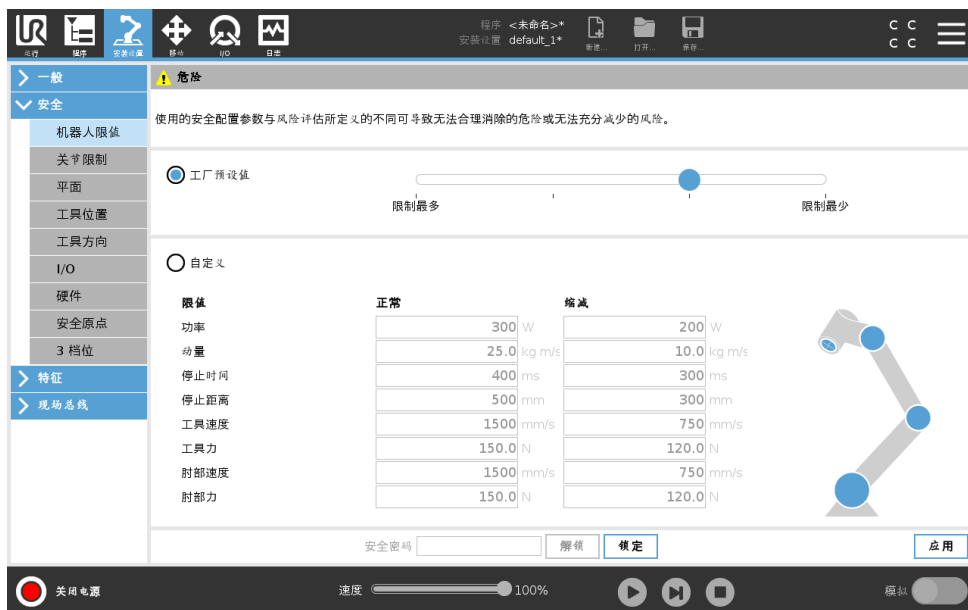 UR
运行 程序 安装设置 移动 I/O 日志
程序 <未命名>*
安装设置 default_1*
新建... 打开... 保存...
C C
C C
一般
安全
机器人限值
关节限制
平面
工具位置
工具方向
I/O
硬件
安全原点
3 档位
特征
现场总线
危险
使用的安全配置参数与风险评估所定义的不同可导致无法合理消除的危险或无法充分减少的风险。
工厂预设值
限制最多 限制最少
自定义
限值 正常 缩减
功率 300 W 200 W
动量 25.0 kg m/s 10.0 kg m/s
停止时间 400 ms 300 ms
停止距离 500 mm 300 mm
工具速度 1500 mm/s 750 mm/s
工具力 150.0 N 120.0 N
肘部速度 1500 mm/s 750 mm/s
肘部力 150.0 N 120.0 N
安全密码 解锁 锁定 应用
关闭电源 速度 100% 模拟